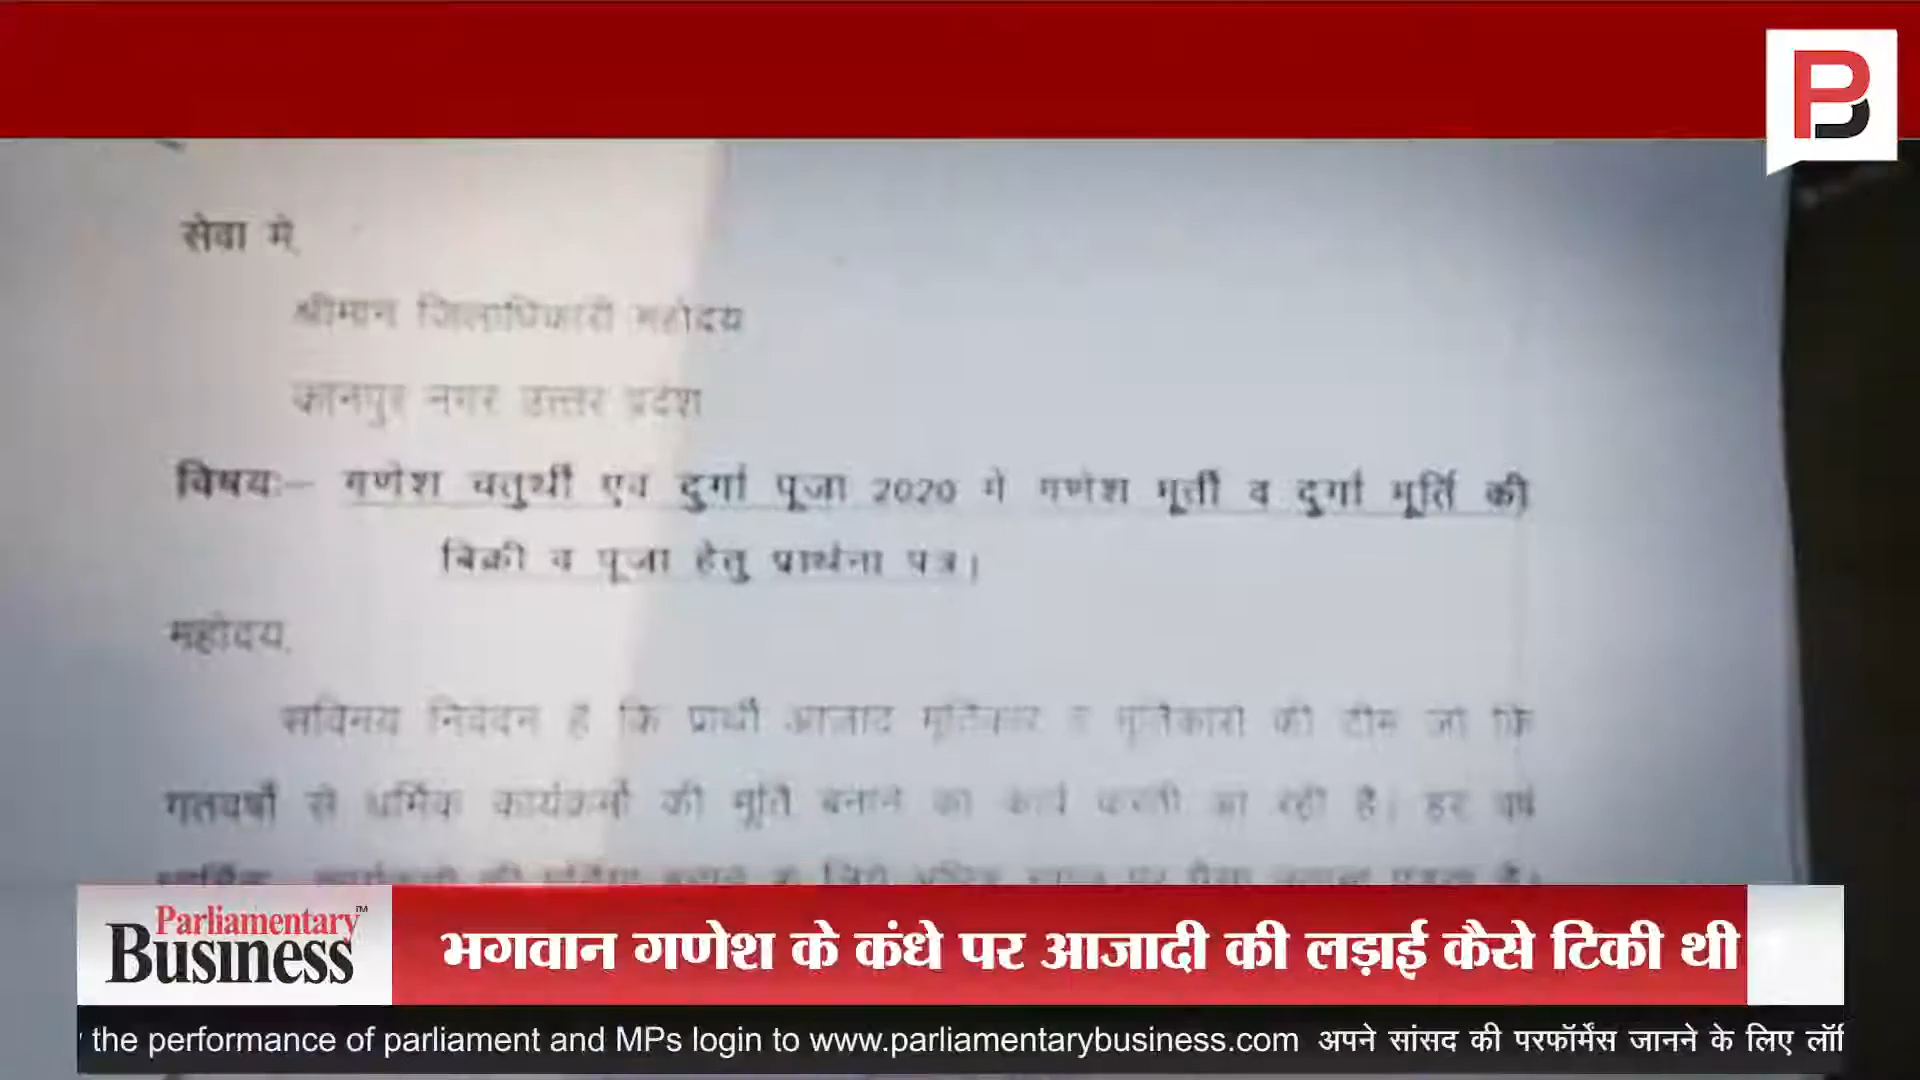 सेवा में,
श्रीमान जिलाधिकारी महोदय
कानपुर नगर उत्तर प्रदेश
विषयः- गणेश चतुर्थी एवं दुर्गा पूजा 2020 में गणेश मूर्ती व दुर्गा मूर्ति की
बिक्री व पूजा हेतु प्रार्थना पत्र।
महोदय,
सविनय निवेदन है कि प्रार्थी आजाद मूर्तिकार व मूर्तिकारों की टीम जो कि
गतवर्षों से धर्मिक कार्यक्रमों की मूर्ति बनाने का कार्य करती आ रही है। हर वर्ष
Parliamentary™
Business
भगवान गणेश के कंधे पर आजादी की लड़ाई कैसे टिकी थी
the performance of parliament and MPs login to www.parliamentarybusiness.com अपने सांसद की परफॉर्मेंस जानने के लिए लॉ